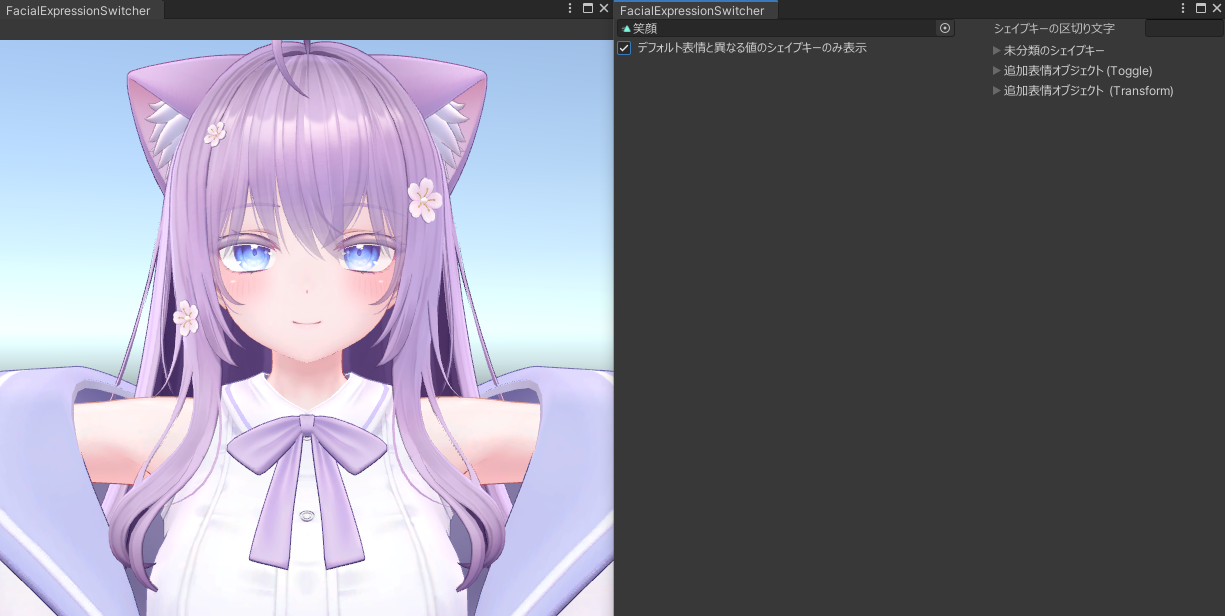 FacialExpressionSwitcher
FacialExpressionSwitcher
笑顔
シェイプキーの区切り文字
デフォルト表情と異なる値のシェイプキーのみ表示
未分類のシェイプキー
追加表情オブジェクト(Toggle)
追加表情オブジェクト (Transform)